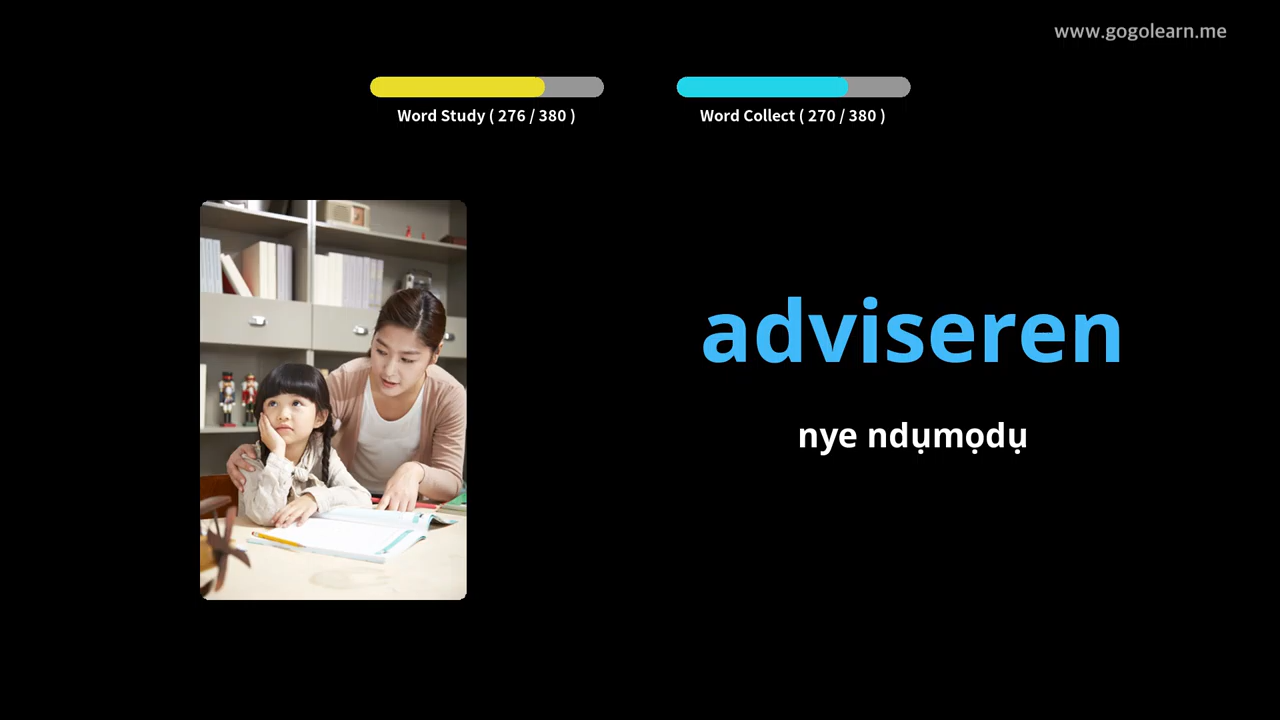 www.gogolearn.me
Word Study ( 276 / 380 )
Word Collect ( 270 / 380 )
adviseren
nye ndụmọdụ